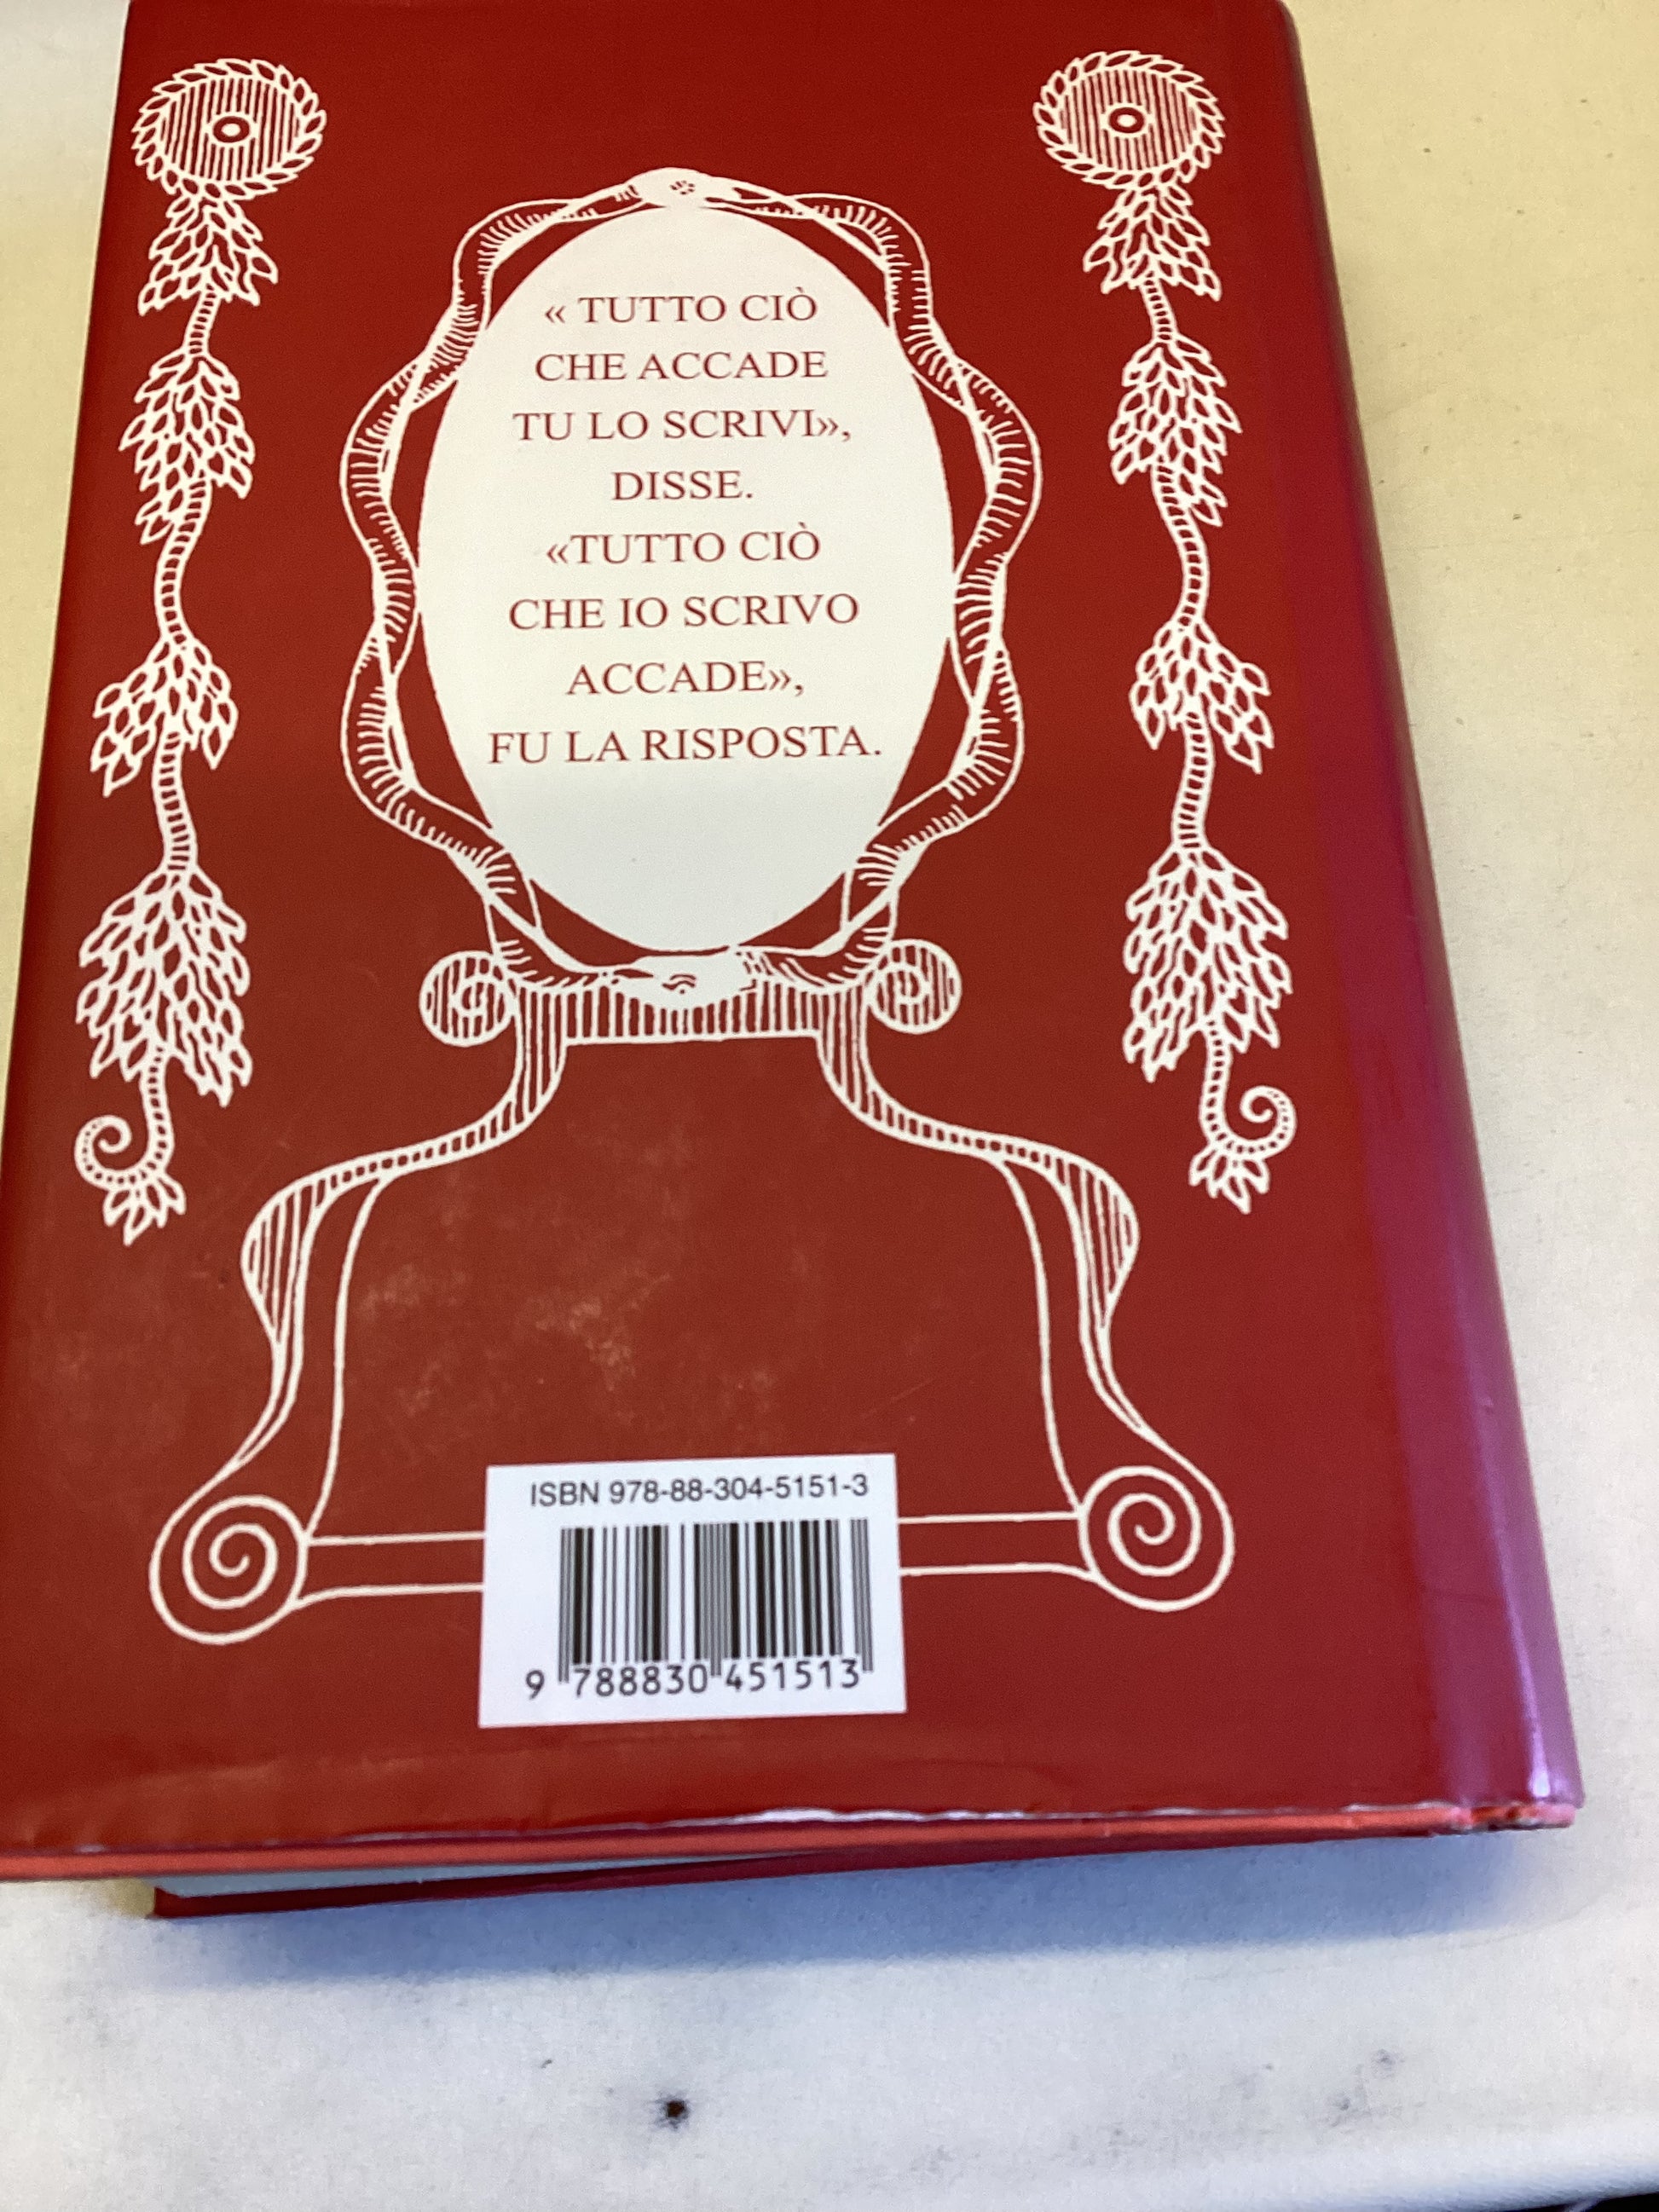 « TUTTO CIÒ
CHE ACCADE
TU LO SCRIVI»,
DISSE.
«TUTTO CIÒ
CHE IO SCRIVO
ACCADE»,
FU LA RISPOSTA.
ISBN 978-88-304-5151-3
9 788830 451513